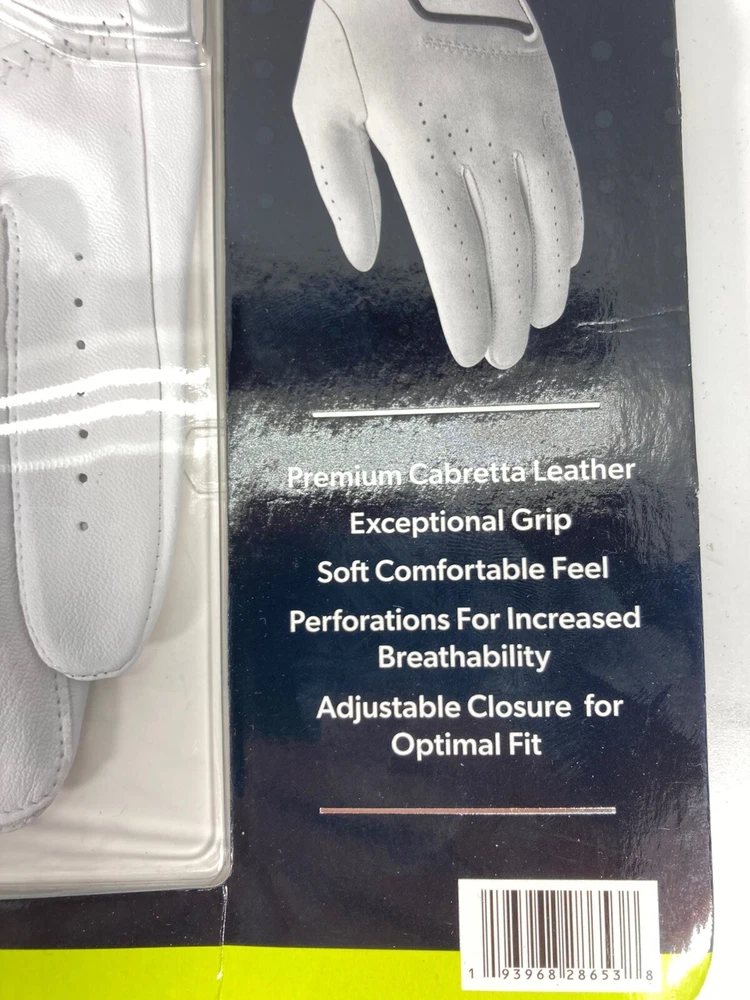 Premium Cabretta Leather
Exceptional Grip
Soft Comfortable Feel
Perforations For Increased
Breathability
Adjustable Closure for
Optimal Fit
1 93968 28653 8